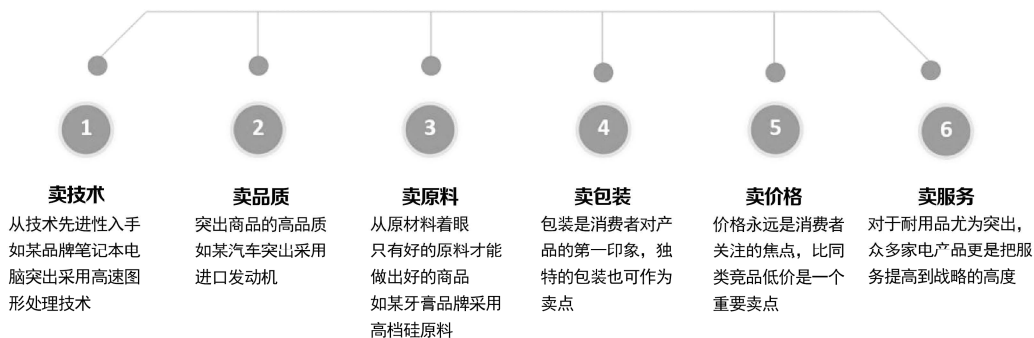 1
卖技术
从技术先进性入手
如某品牌笔记本电
脑突出采用高速图
形处理技术
2
卖品质
突出商品的高品质
如某汽车突出采用
进口发动机
3
卖原料
从原材料着眼
只有好的原料才能
做出好的商品
如某牙膏品牌采用
高档硅原料
4
卖包装
包装是消费者对产
品的第一印象，独
特的包装也可作为
卖点
5
卖价格
价格永远是消费者
关注的焦点，比同
类竞品低价是一个
重要卖点
6
卖服务
对于耐用品尤为突出，
众多家电产品更是把服
务提高到战略的高度